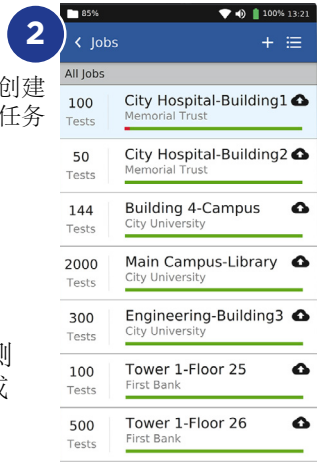 85%
100% 13:21
2
Jobs
All Jobs
创建
任务
100
Tests
City Hospital-Building1
Memorial Trust
50
Tests
City Hospital-Building2
Memorial Trust
144
Tests
Building 4-Campus
City University
2000
Tests
Main Campus-Library
City University
300
Tests
Engineering-Building3
City University
100
Tests
Tower 1-Floor 25
First Bank
500
Tests
Tower 1-Floor 26
First Bank